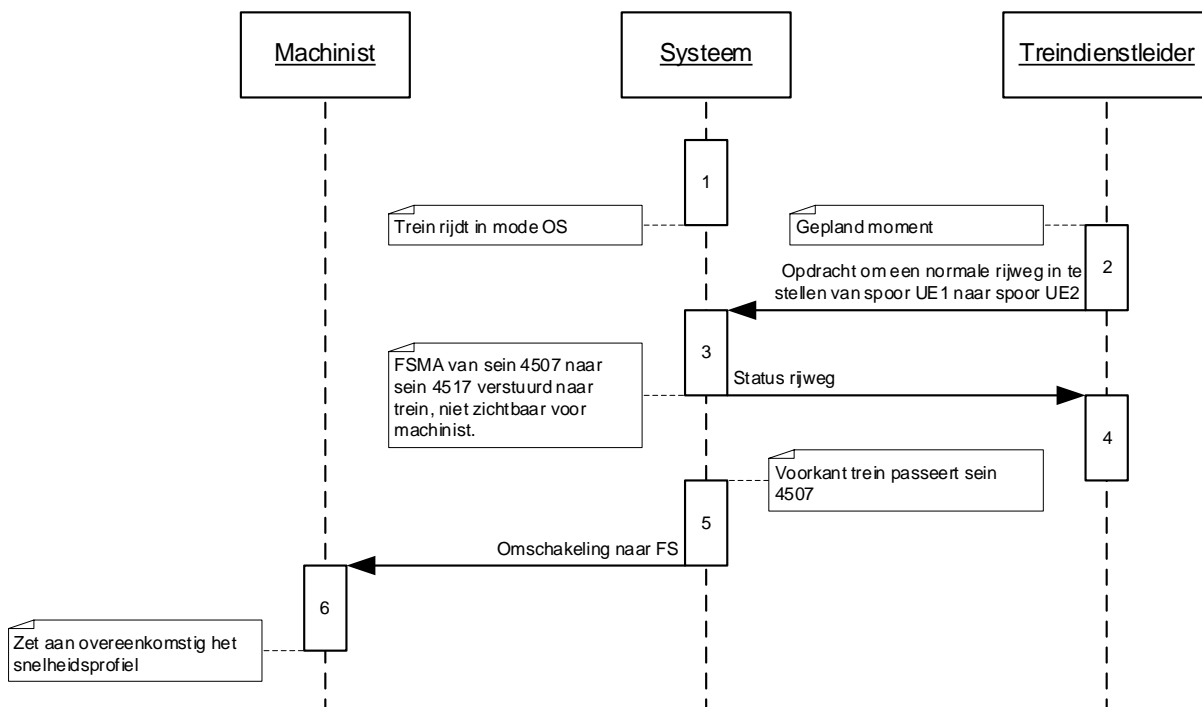 Machinist
Systeem
Treindienstleider
1
Trein rijdt in mode OS
Gepland moment
2
Opdracht om een normale rijweg in te
stellen van spoor UE1 naar spoor UE2
3
FSMA van sein 4507 naar
sein 4517 verstuurd naar
trein, niet zichtbaar voor
machinist.
Status rijweg
4
Voorkant trein passeert sein
4507
5
Omschakeling naar FS
6
Zet aan overeenkomstig het
snelheidsprofiel